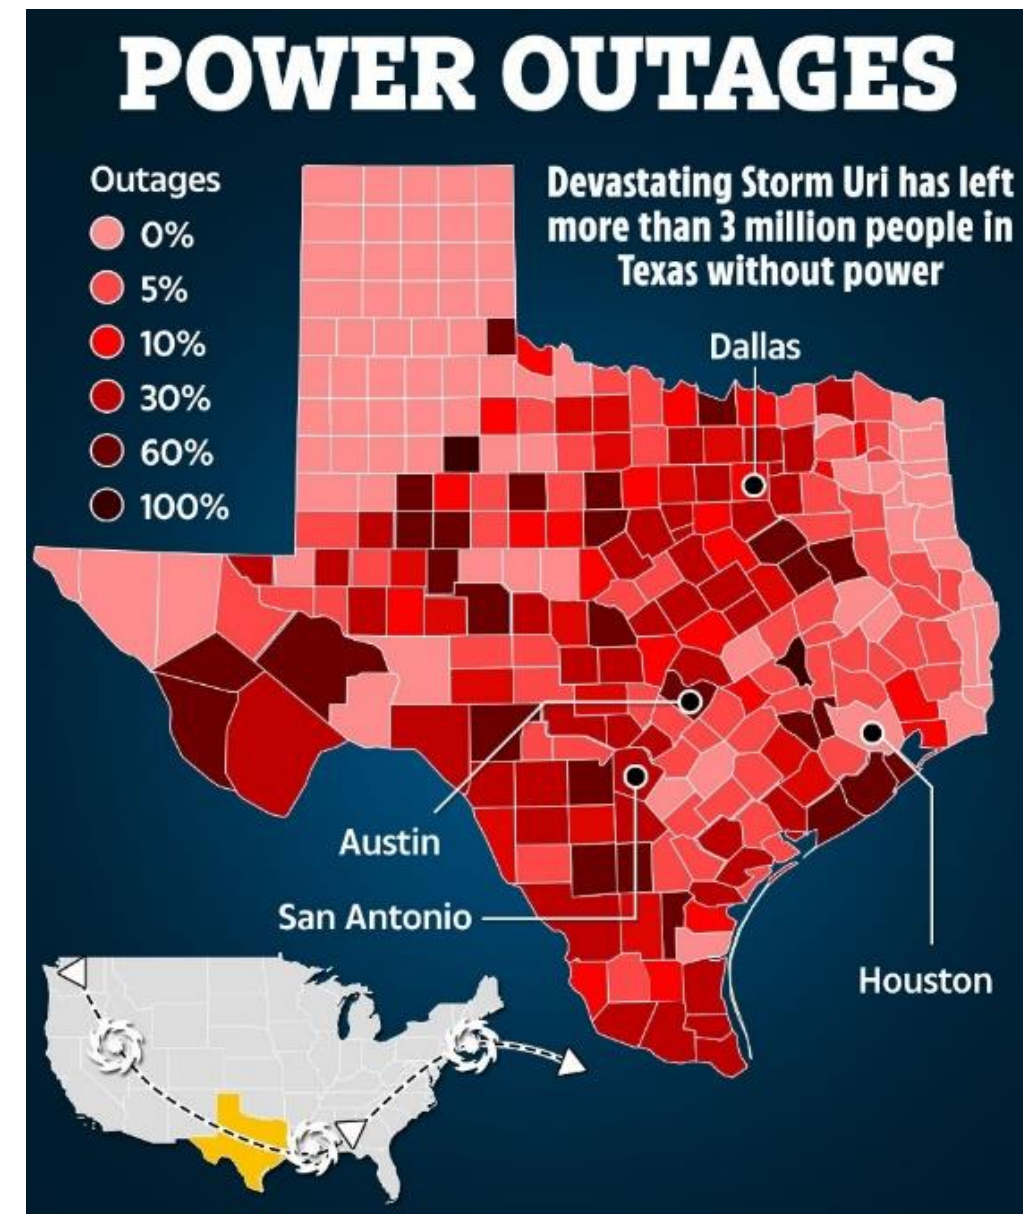 POWER OUTAGES
Outages
0%
5%
10%
30%
60%
100%
Devastating Storm Uri has left
more than 3 million people in
Texas without power
Dallas
Austin
San Antonio
Houston